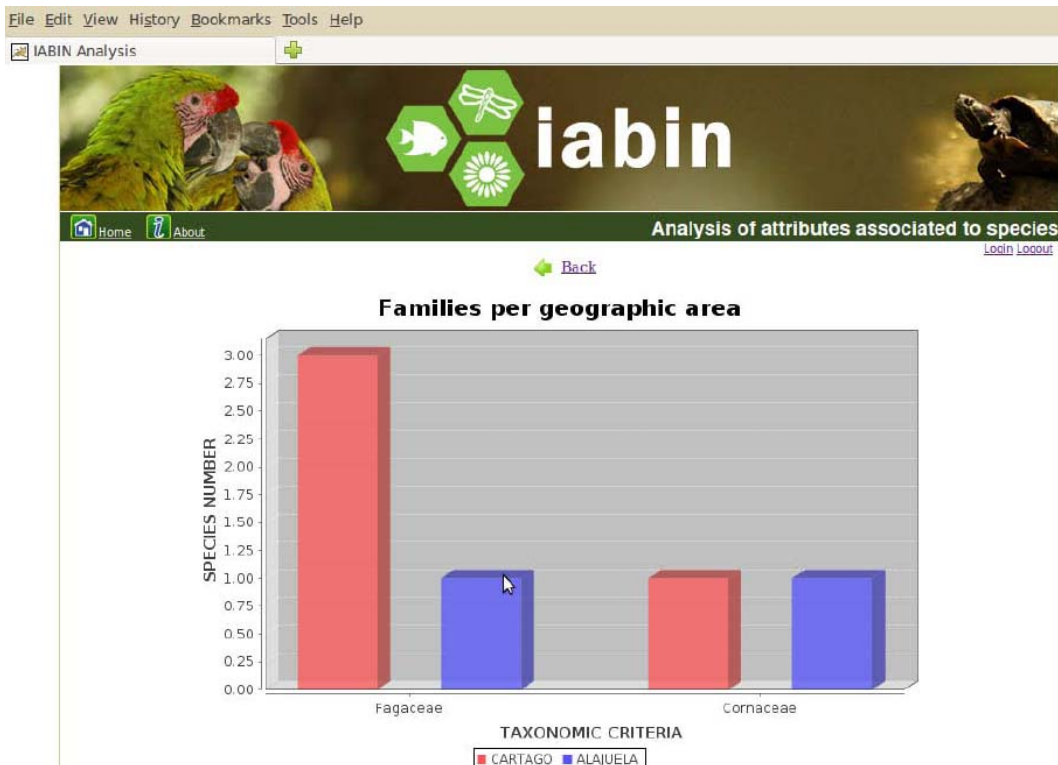 File Edit View History Bookmarks Tools Help
IABIN Analysis
iabin
Home About Analysis of attributes associated to species
Login Logout
Back
Families per geographic area
SPECIES NUMBER
3.00
2.75
2.50
2.25
2.00
1.75
1.50
1.25
1.00
0.75
0.50
0.25
0.00
Fagaceae Cornaceae
TAXONOMIC CRITERIA
CARTAGO ALAJUELA